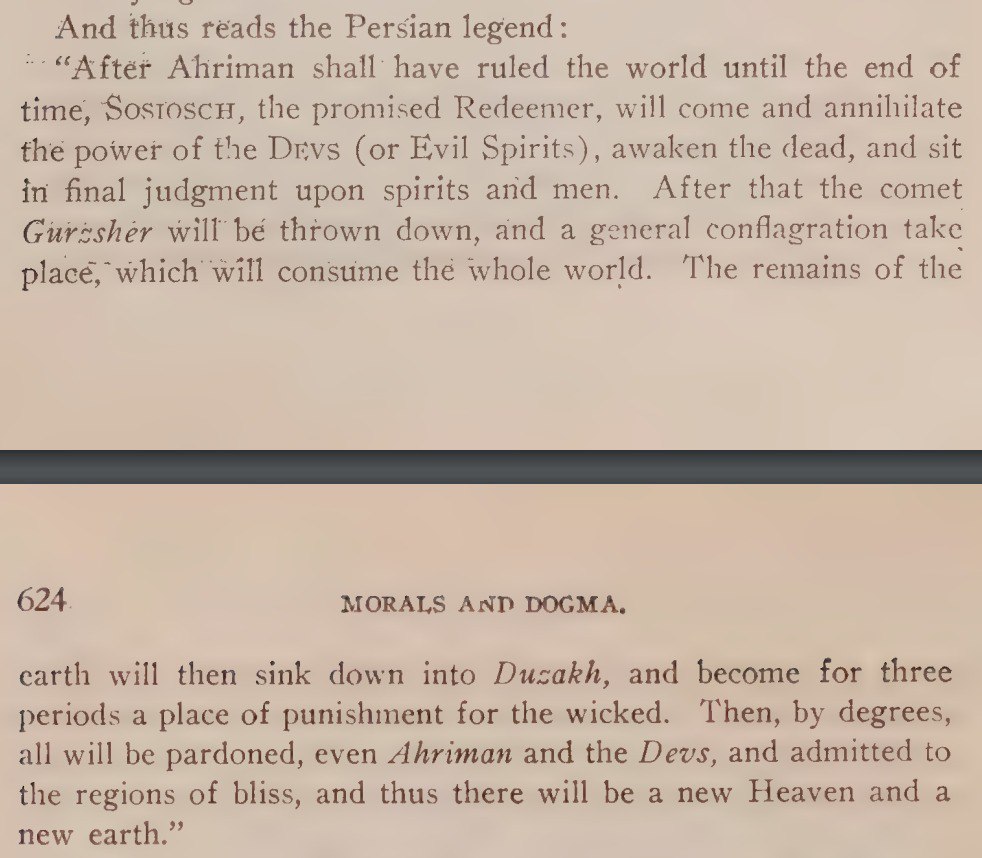 And thus reads the Persian legend:
“After Ahriman shall have ruled the world until the end of
time, SOSIOSCH, the promised Redeemer, will come and annihilate
the power of the DEVS (or Evil Spirits), awaken the dead, and sit
in final judgment upon spirits and men. After that the comet
Gurzsher will be thrown down, and a general conflagration take
place, which will consume the whole world. The remains of the
624 MORALS AND DOGMA.
earth will then sink down into Duzakh, and become for three
periods a place of punishment for the wicked. Then, by degrees,
all will be pardoned, even Ahriman and the Devs, and admitted to
the regions of bliss, and thus there will be a new Heaven and a
new earth.”